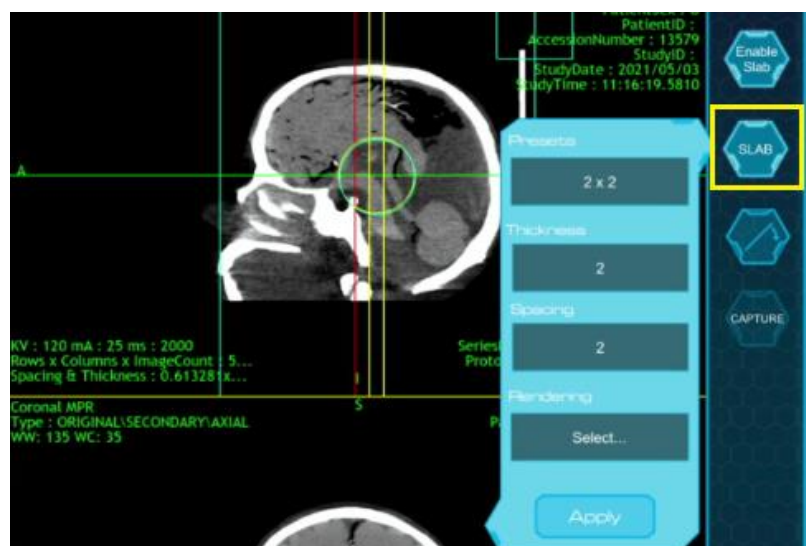 PatientID :
AccessionNumber : 13579
StudyID :
StudyDate : 2021/05/03
StudyTime : 11:16:19.5810
A
KV : 120 mA : 25 ms : 2000
Rows x Columns x ImageCount : 5...
Spacing & Thickness : 0.613281x...
I
S
Coronal MPR
Type : ORIGINAL\SECONDARY\AXIAL
WW: 135 WC: 35
Presets
2 x 2
Thickness
2
Spacing
2
Rendering
Select...
Apply
Enable
Slab
SLAB
CAPTURE